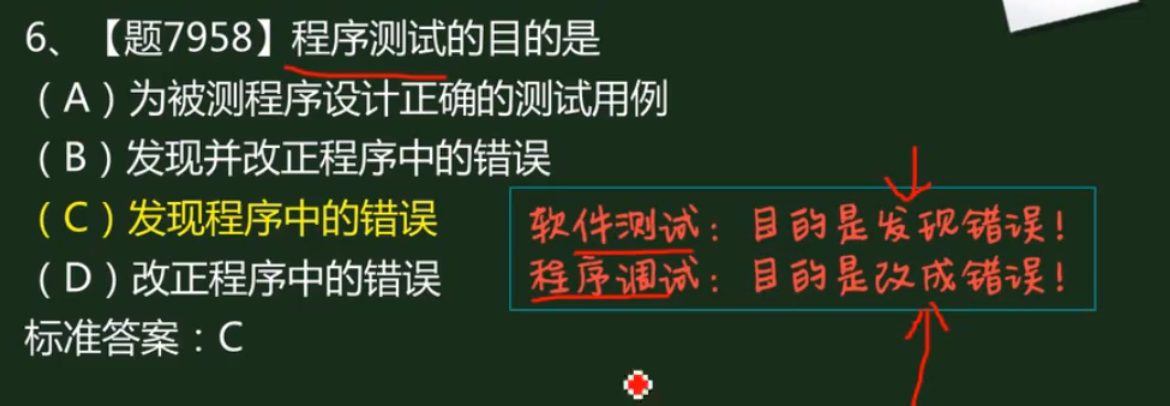 6、【题7958】程序测试的目的是
（A）为被测程序设计正确的测试用例
（B）发现并改正程序中的错误
（C）发现程序中的错误
软件测试：目的是发现错误！
（D）改正程序中的错误
程序调试：目的是改成错误！
标准答案：C